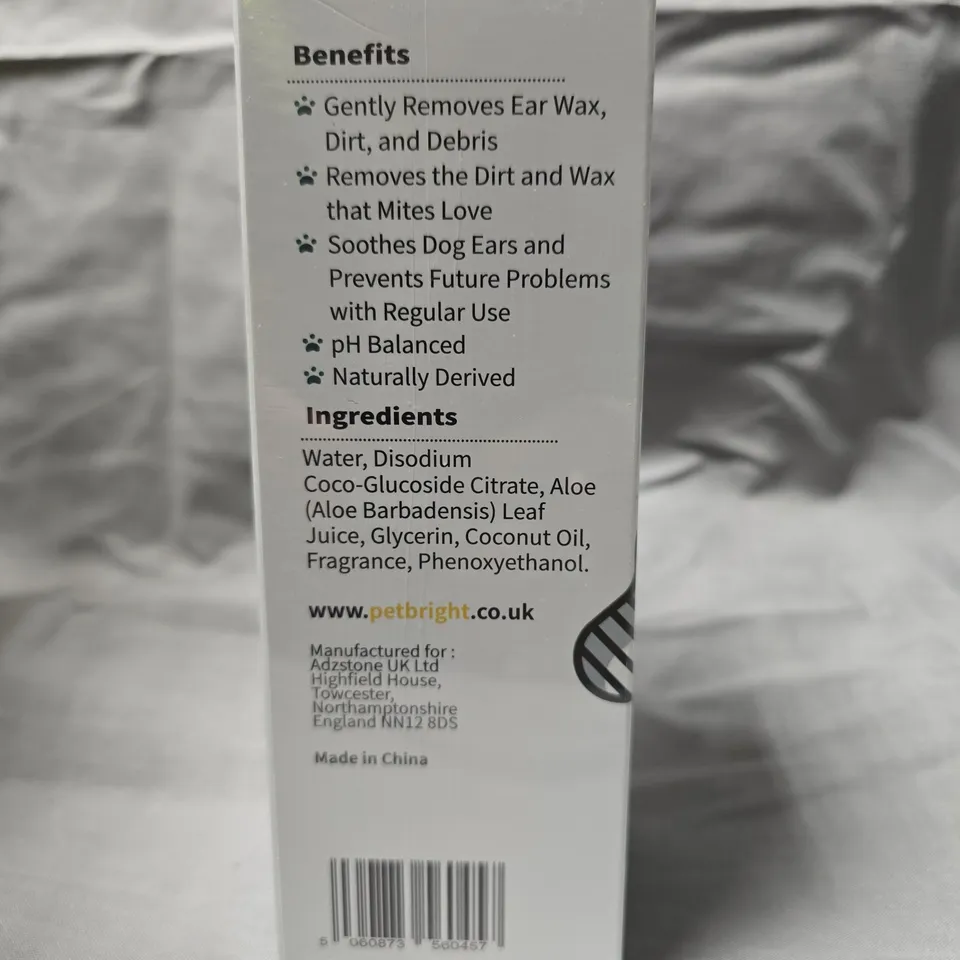 Benefits
Gently Removes Ear Wax,
Dirt, and Debris
Removes the Dirt and Wax
that Mites Love
Soothes Dog Ears and
Prevents Future Problems
with Regular Use
pH Balanced
Naturally Derived
Ingredients
Water, Disodium
Coco-Glucoside Citrate, Aloe
(Aloe Barbadensis) Leaf
Juice, Glycerin, Coconut Oil,
Fragrance, Phenoxyethanol.
www.petbright.co.uk
Manufactured for :
Adzstone UK Ltd
Highfield House,
Towcester,
Northamptonshire
England NN12 8DS
Made in China
5 060873 560457